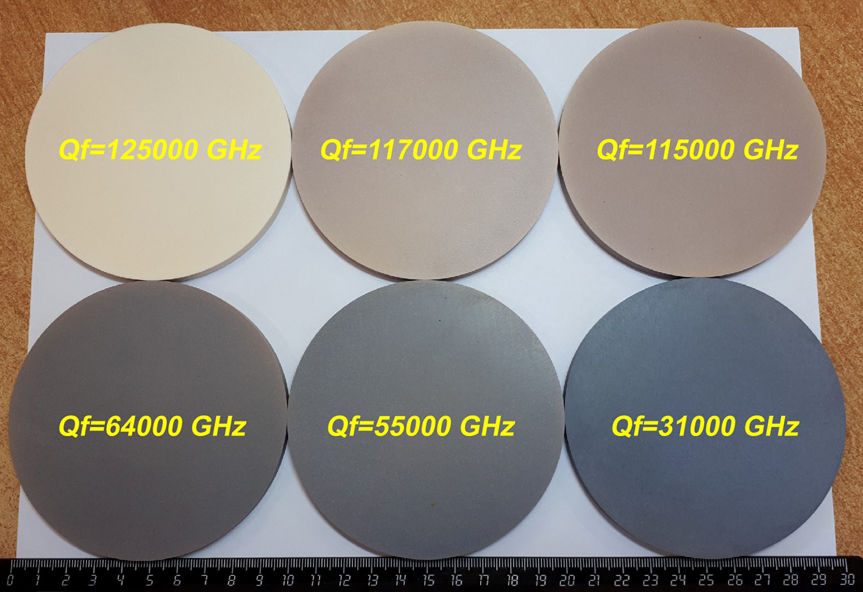 Qf=125000 GHz
Qf=117000 GHz
Qf=115000 GHz
Qf=64000 GHz
Qf=55000 GHz
Qf=31000 GHz
0 1 2 3 4 5 6 7 8 9 10 11 12 13 14 15 16 17 18 19 20 21 22 23 24 25 26 27 28 29 30